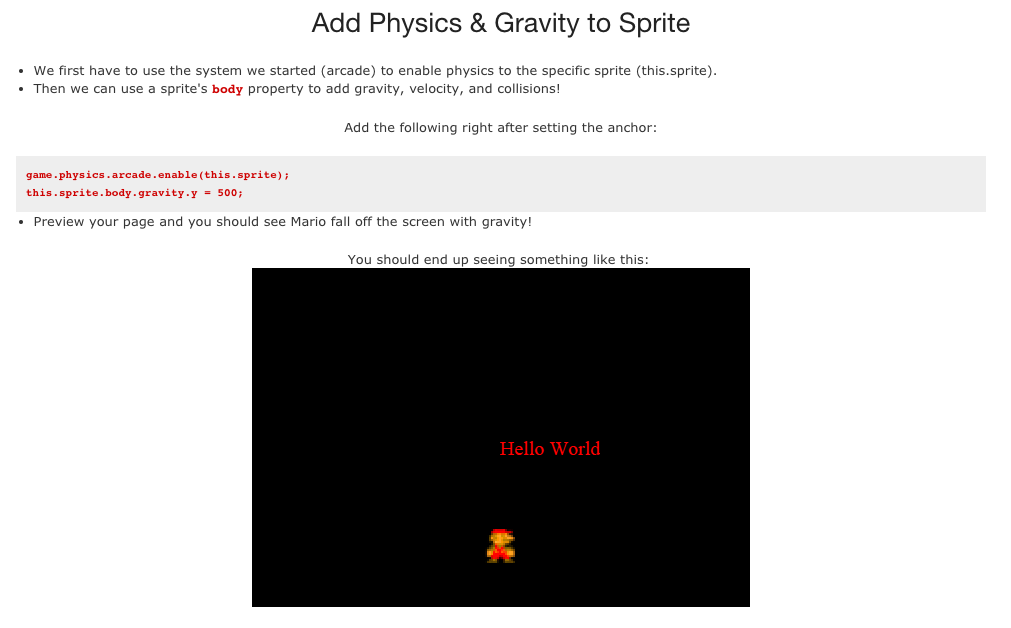 Add Physics & Gravity to Sprite
We first have to use the system we started (arcade) to enable physics to the specific sprite (this.sprite).
Then we can use a sprite's body property to add gravity, velocity, and collisions!
Add the following right after setting the anchor:
game.physics.arcade.enable(this.sprite);
this.sprite.body.gravity.y = 500;
Preview your page and you should see Mario fall off the screen with gravity!
You should end up seeing something like this:
Hello World